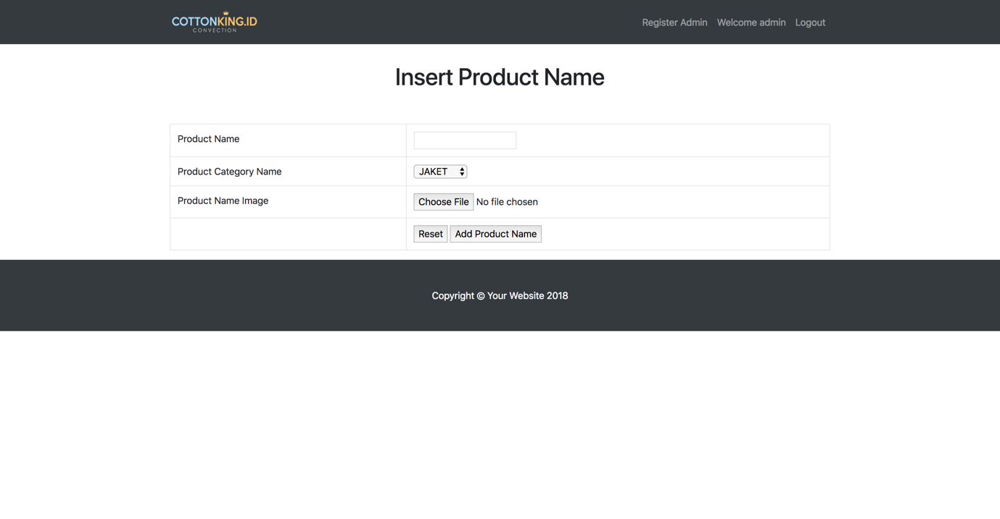 COTTONKING.ID
CONVECTION
Register Admin Welcome admin Logout
Insert Product Name
Product Name
Product Category Name JAKET
Product Name Image Choose File No file chosen
Reset Add Product Name
Copyright © Your Website 2018